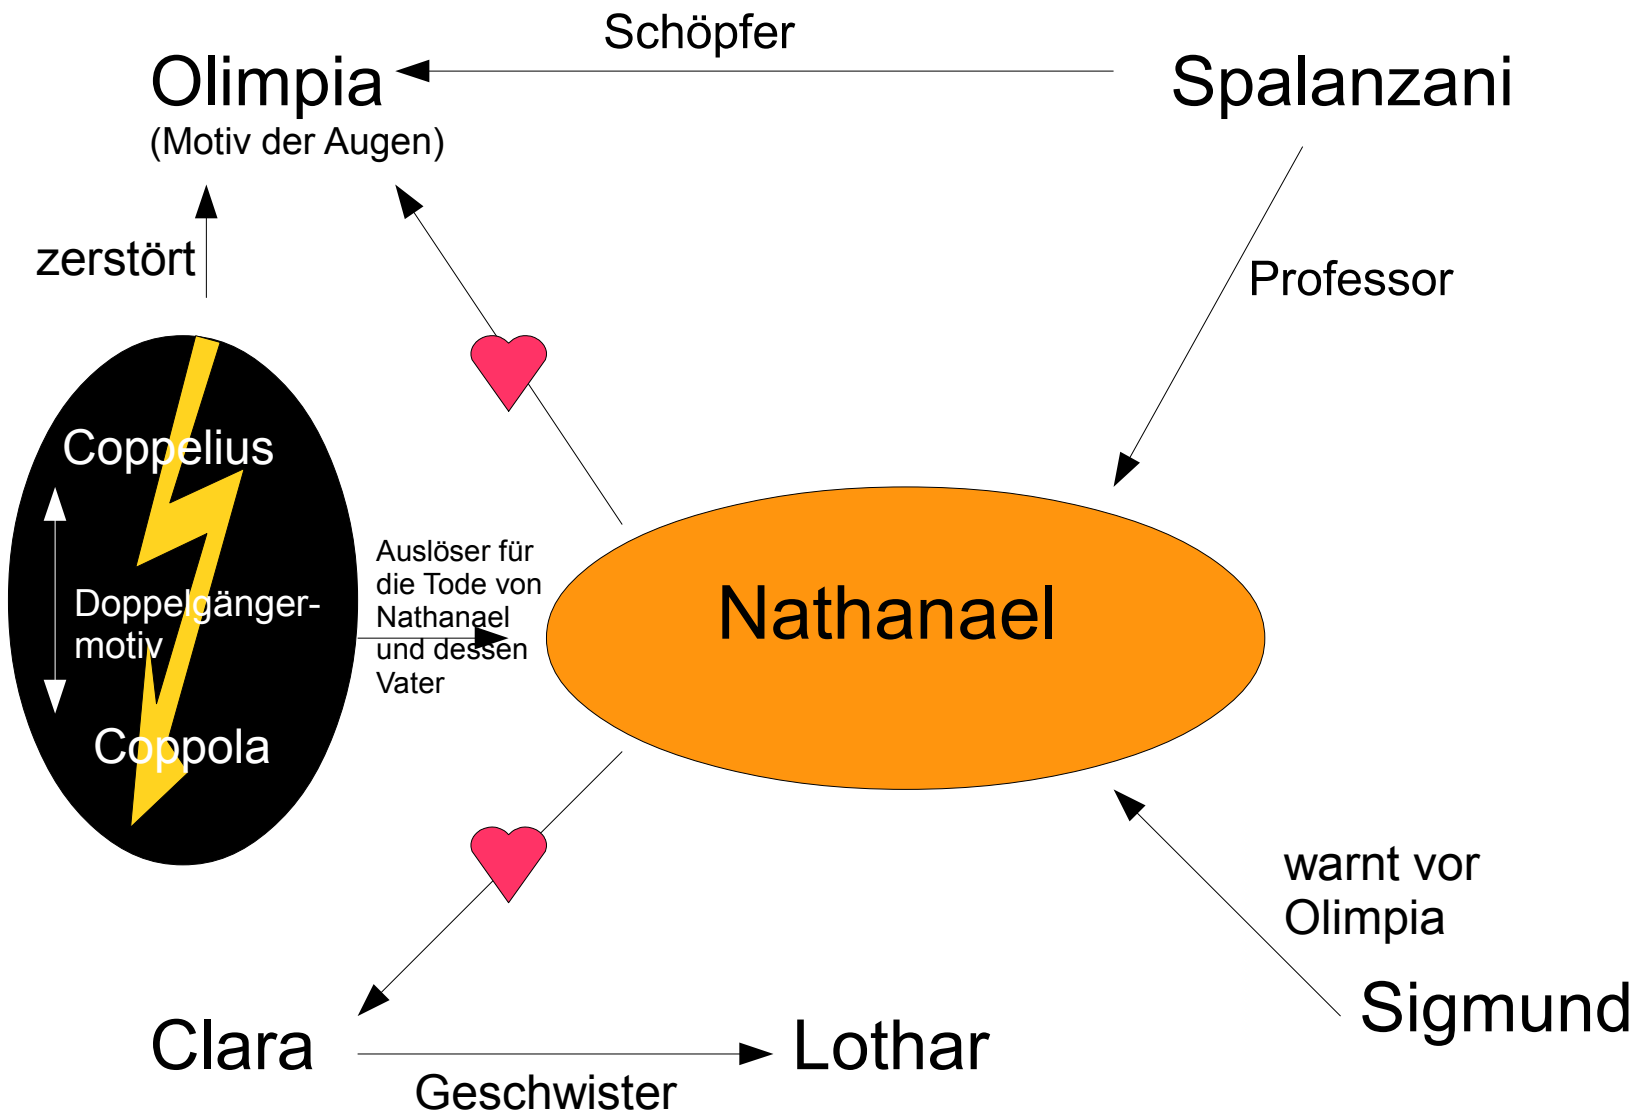 Schöpfer
Olimpia
Spalanzani
(Motiv der Augen)
zerstört
Professor
Coppelius
Doppelgänger-
motiv
Coppola
Auslöser für
die Tode von
Nathanael
und dessen
Vater
Nathanael
warnt vor
Olimpia
Sigmund
Clara
Lothar
Geschwister